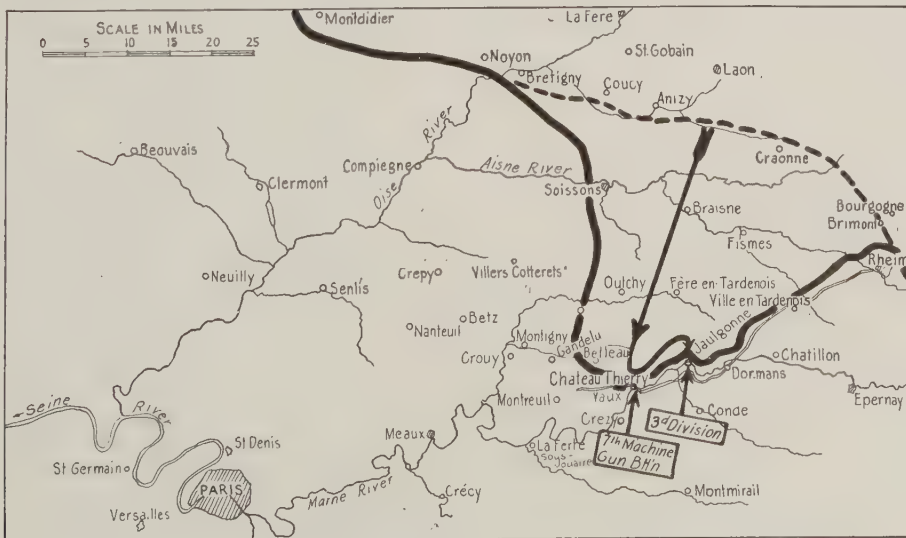 SCALE IN MILES
0 5 10 15 20 25
Montdidier
La Fere
St. Gobain
Noyon
Bretigny
Coucy
Laon
Anizy
River
Beauvais
Craonne
Compiegne
Aisne River
Clermont
Oise
Soissons
Braisne
Bourgogne
Brimont
Fismes
Rheim
Neuilly
Crepy
Villers Cotterets
Senlis
Oulchy
Fère en Tardenois
Ville en Tardenois
Betz
Nanteuil
Montigny
Gandelu
Belleau
Jaulgonne
Crouy
Chatillon
Chateau Thierry
Dormans
Vaux
Epernay
Montreuil
Seine
River
Conde
Crezy
3d Division
St Denis
Meaux
La Ferte
Sous-
Jouarre
7th Machine
Gun Bt'n
St Germain
PARIS
Marne River
Crécy
Montmirail
Versailles